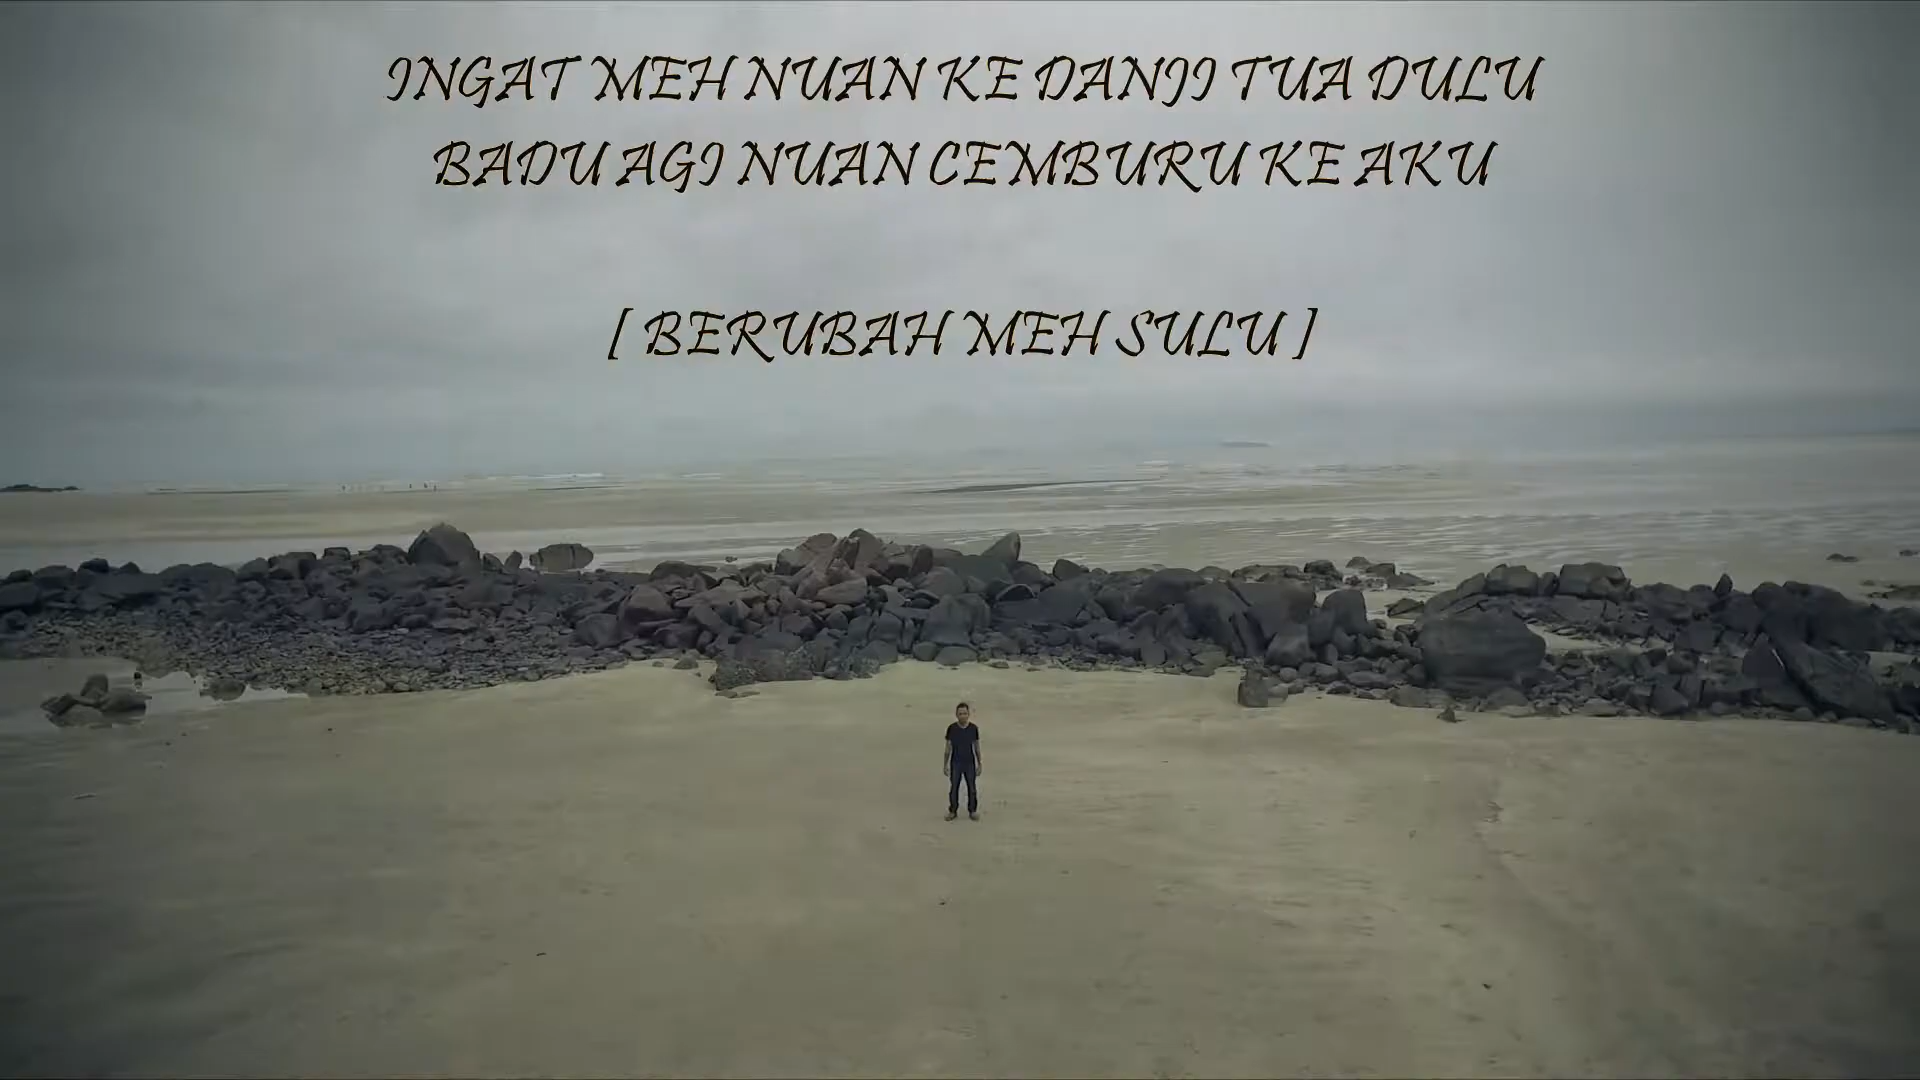 INGAT MEH NUAN KE DANJI TUA DULU
BADU AGI NUAN CEMBURU KE AKU
[ BERUBAH MEH SULU ]